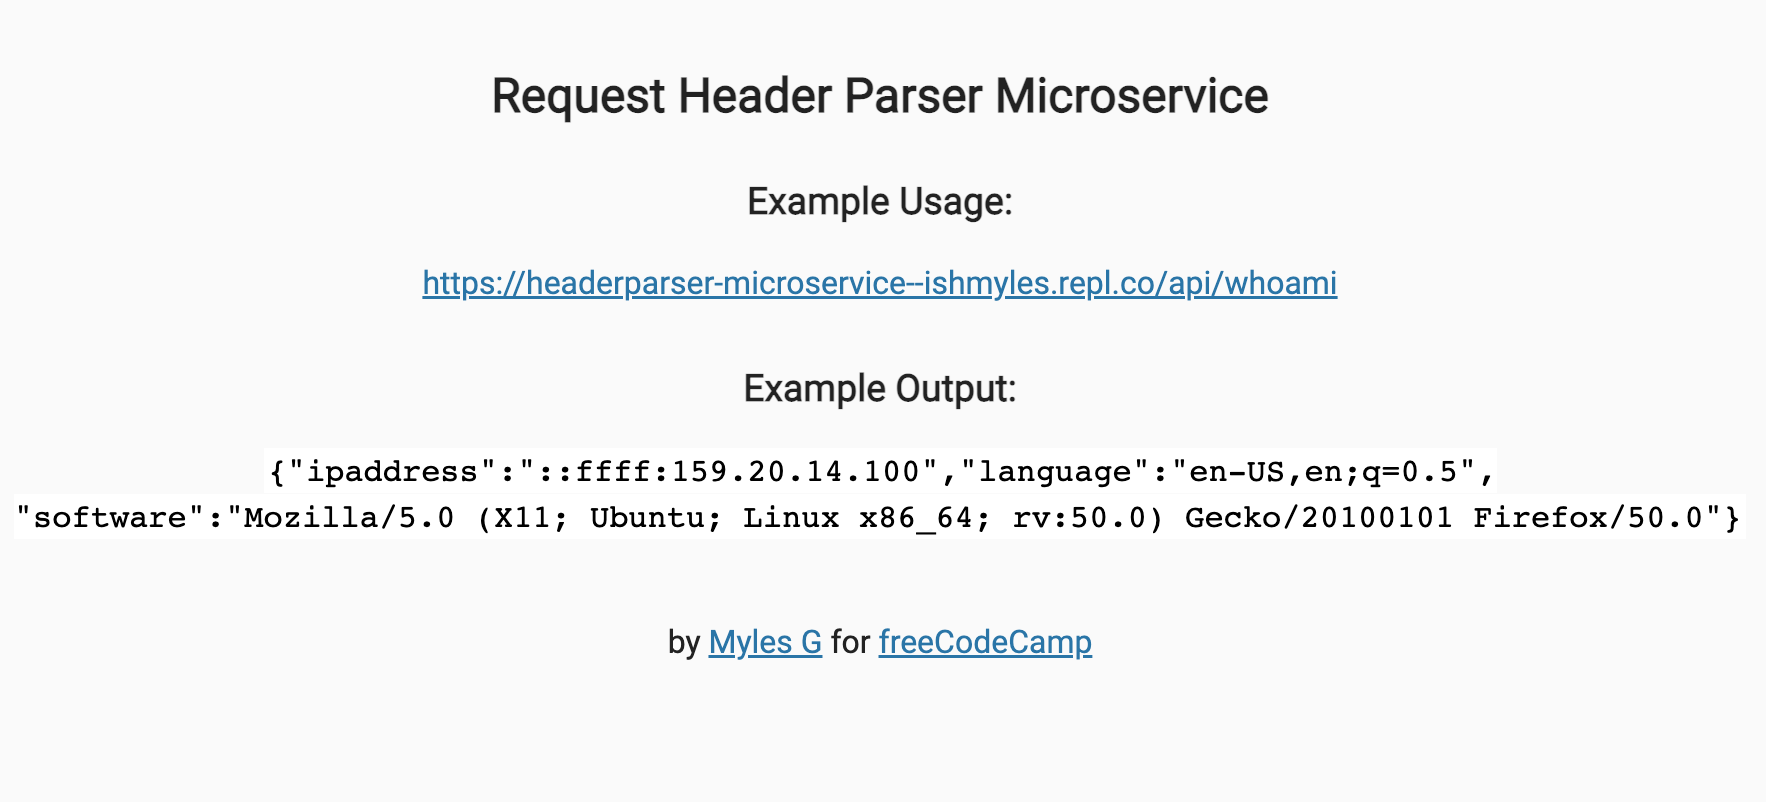 Request Header Parser Microservice
Example Usage:
https://headerparser-microservice--ishmyles.repl.co/api/whoami
Example Output:
{"ipaddress":"::ffff:159.20.14.100","language":"en-US,en;q=0.5",
"software":"Mozilla/5.0 (X11; Ubuntu; Linux x86_64; rv:50.0) Gecko/20100101 Firefox/50.0"}
by Myles G for freeCodeCamp